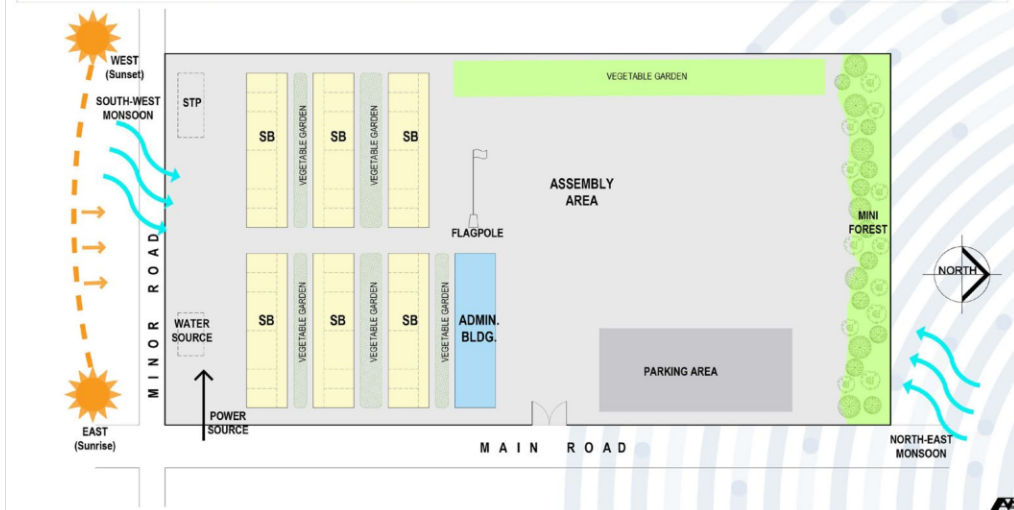 WEST
(Sunset)
SOUTH-WEST
MONSOON
STP
SB
VEGETABLE GARDEN
SB
VEGETABLE GARDEN
SB
VEGETABLE GARDEN
ASSEMBLY
AREA
FLAGPOLE
MINI
FOREST
NORTH
MINOR ROAD
WATER
SOURCE
SB
VEGETABLE GARDEN
SB
VEGETABLE GARDEN
SB
VEGETABLE GARDEN
ADMIN.
BLDG.
PARKING AREA
POWER
SOURCE
EAST
(Sunrise)
MAIN ROAD
NORTH-EAST
MONSOON